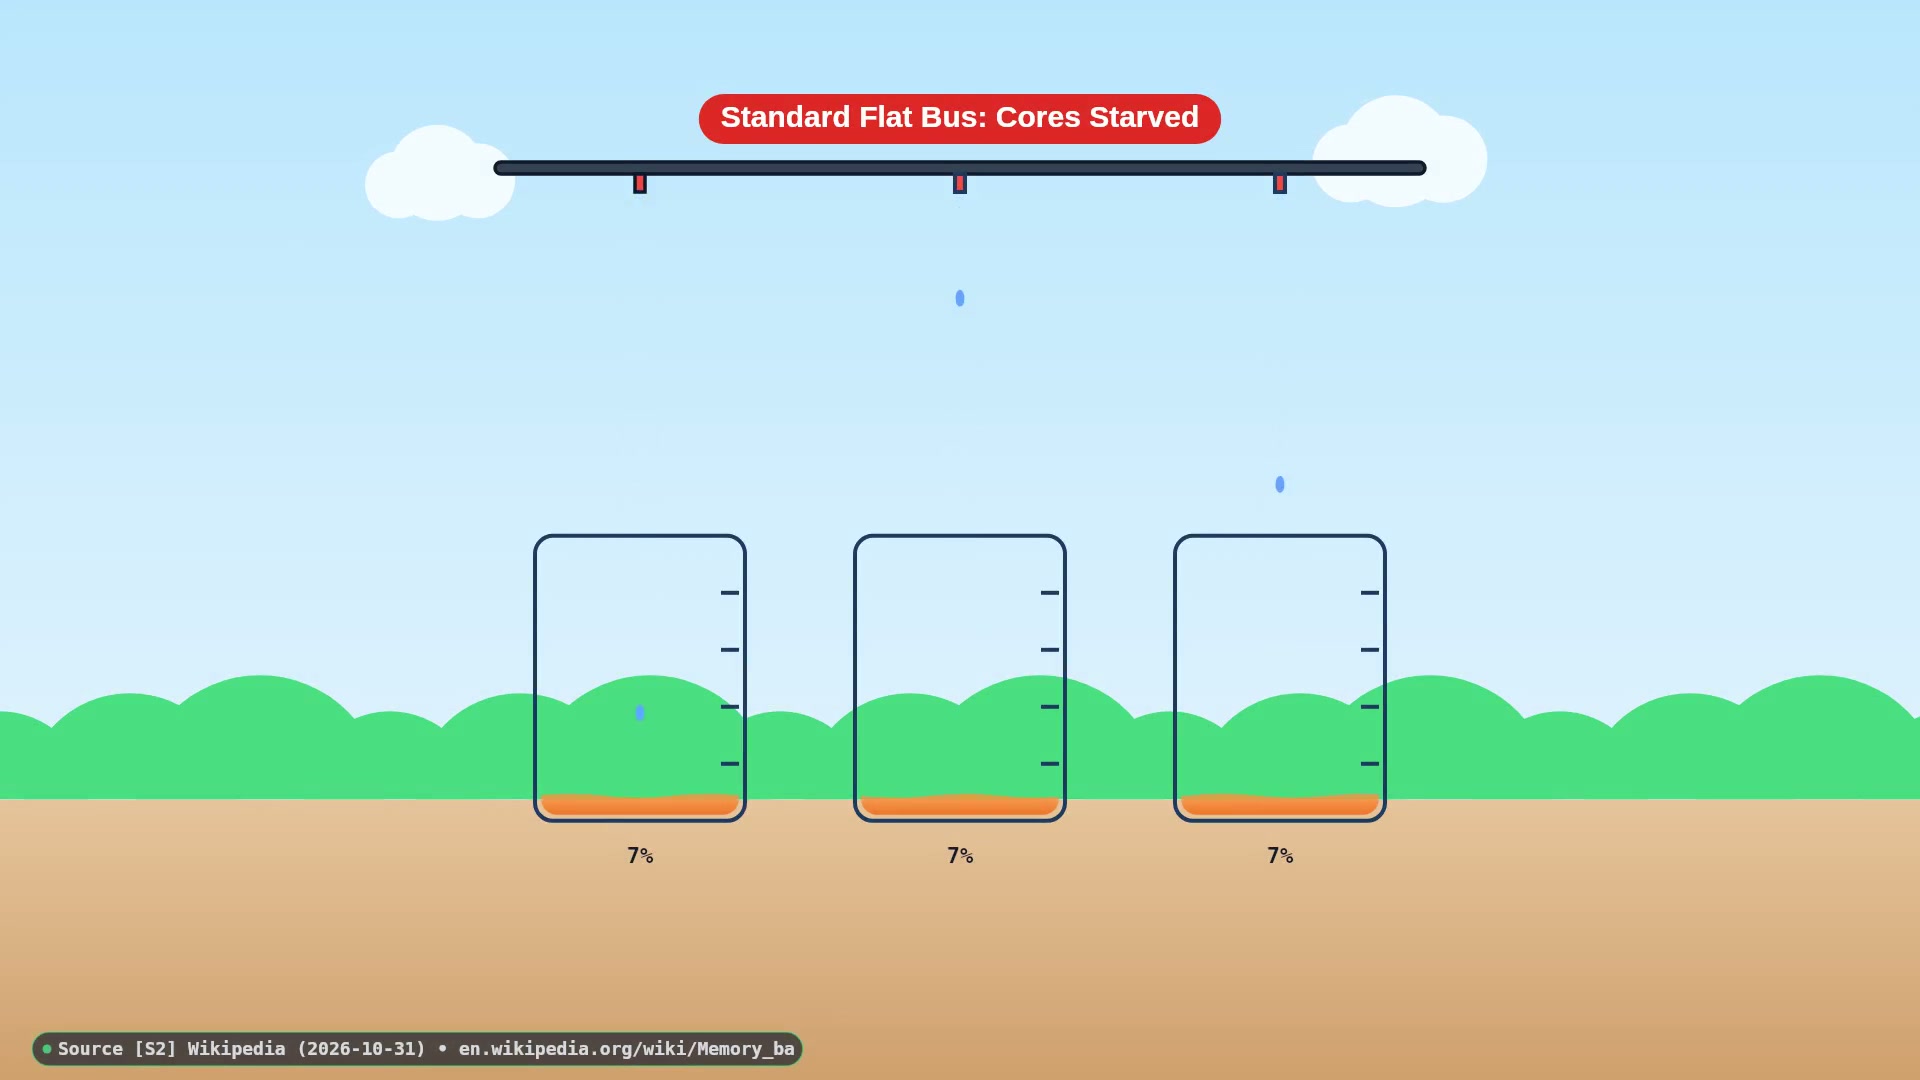 Standard Flat Bus: Cores Starved
7%
7%
7%
Source [S2] Wikipedia (2026-10-31) • en.wikipedia.org/wiki/Memory_ba